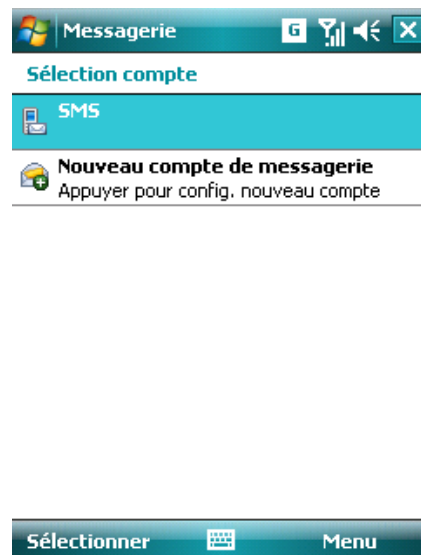 Messagerie G
Sélection compte
SMS
Nouveau compte de messagerie
Appuyer pour config. nouveau compte
Sélectionner Menu